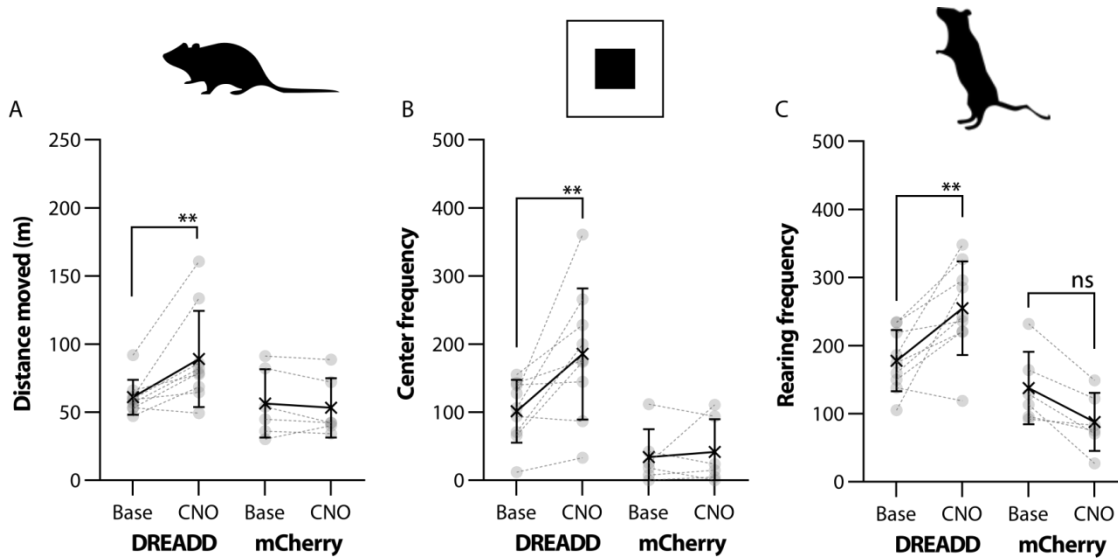 A
250
200
150
100
50
0
Distance moved (m)
**
Base CNO Base CNO
DREADD mCherry
B
500
400
300
200
100
0
Center frequency
**
Base CNO Base CNO
DREADD mCherry
C
500
400
300
200
100
0
Rearing frequency
**
ns
Base CNO Base CNO
DREADD mCherry